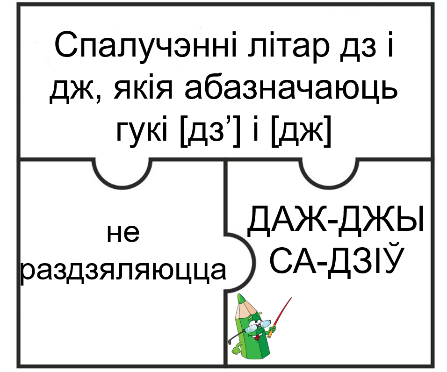 Спалучэнні літар дз і
дж, якія абазначаюць
гукі [дз’] і [дж]
не
раздзяляюцца
ДАЖ-ДЖЫ
СА-ДЗІЎ